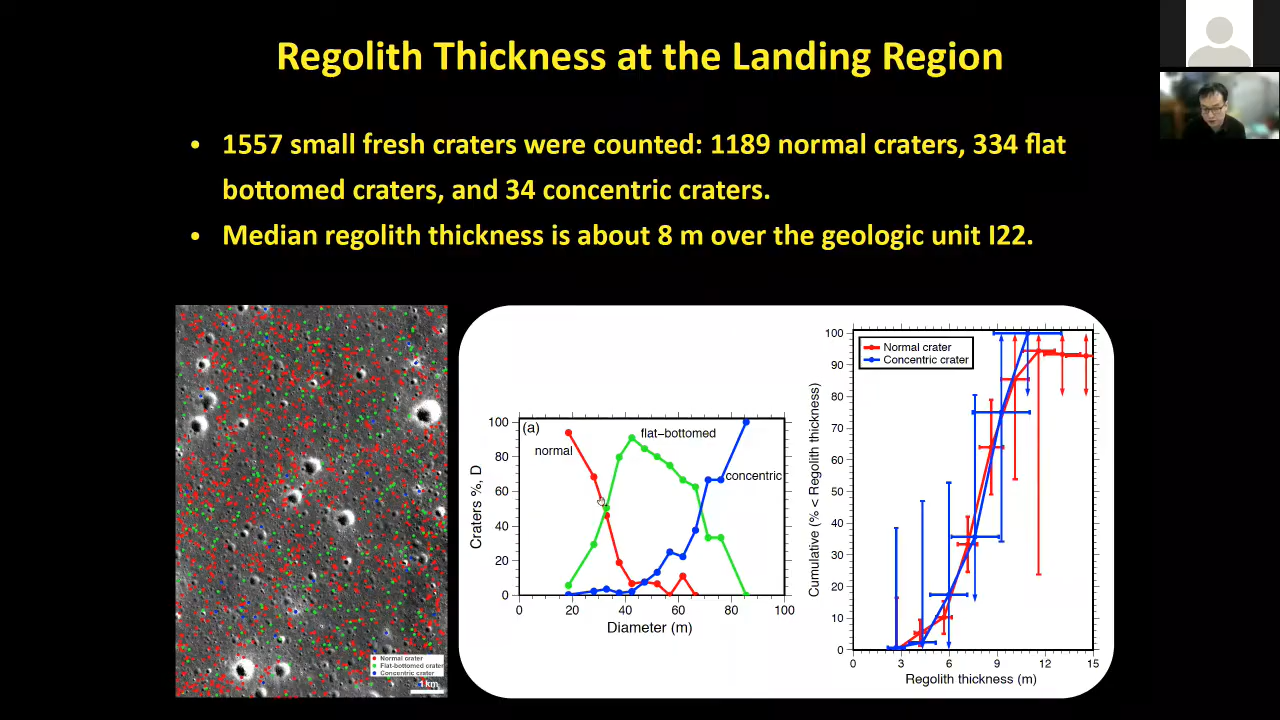 Regolith Thickness at the Landing Region
• 1557 small fresh craters were counted: 1189 normal craters, 334 flat
bottomed craters, and 34 concentric craters.
• Median regolith thickness is about 8 m over the geologic unit I22.
Normal crater
Flat-bottomed crater
Concentric crater
1km
(a)
normal
flat-bottomed
concentric
Craters %, D
100
80
60
40
20
0
0 20 40 60 80 100
Diameter (m)
Normal crater
Concentric crater
Cumulative (% < Regolith thickness)
100
90
80
70
60
50
40
30
20
10
0
0 3 6 9 12 15
Regolith thickness (m)